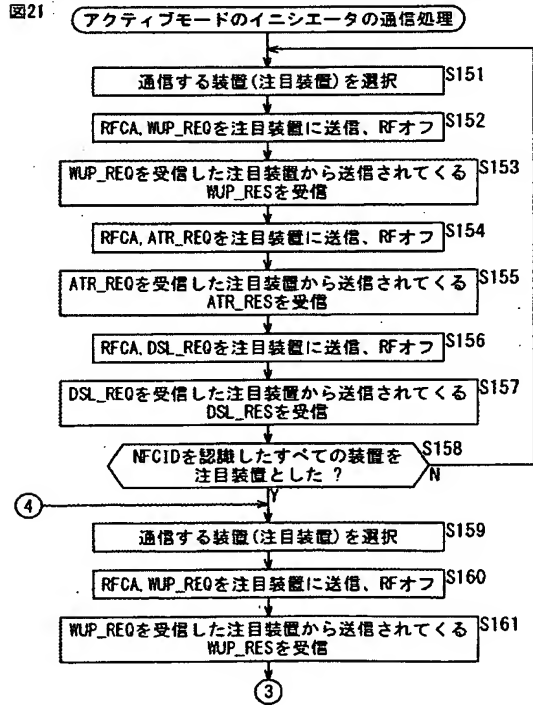 図21
アクティブモードのイニシエータの通信処理
通信する装置(注目装置)を選択
S151
RFCA,WUP_REQを注目装置に送信、RFオフ
S152
WUP_REQを受信した注目装置から送信されてくる
WUP_RESを受信
S153
RFCA,ATR_REQを注目装置に送信、RFオフ
S154
ATR_REQを受信した注目装置から送信されてくる
ATR_RESを受信
S155
RFCA,DSL_REQを注目装置に送信、RFオフ
S156
DSL_REQを受信した注目装置から送信されてくる
DSL_RESを受信
S157
NFCIDを認識したすべての装置を
注目装置とした ?
S158
N
Y
④
通信する装置(注目装置)を選択
S159
RFCA,WUP_REQを注目装置に送信、RFオフ
S160
WUP_REQを受信した注目装置から送信されてくる
WUP_RESを受信
S161
③